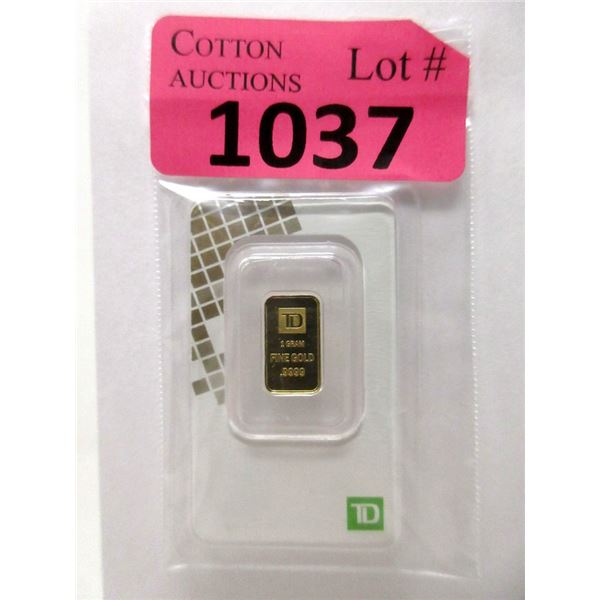 COTTON
AUCTIONS
Lot #
1037
TD
1 GRAM
FINE GOLD
.9999
TD